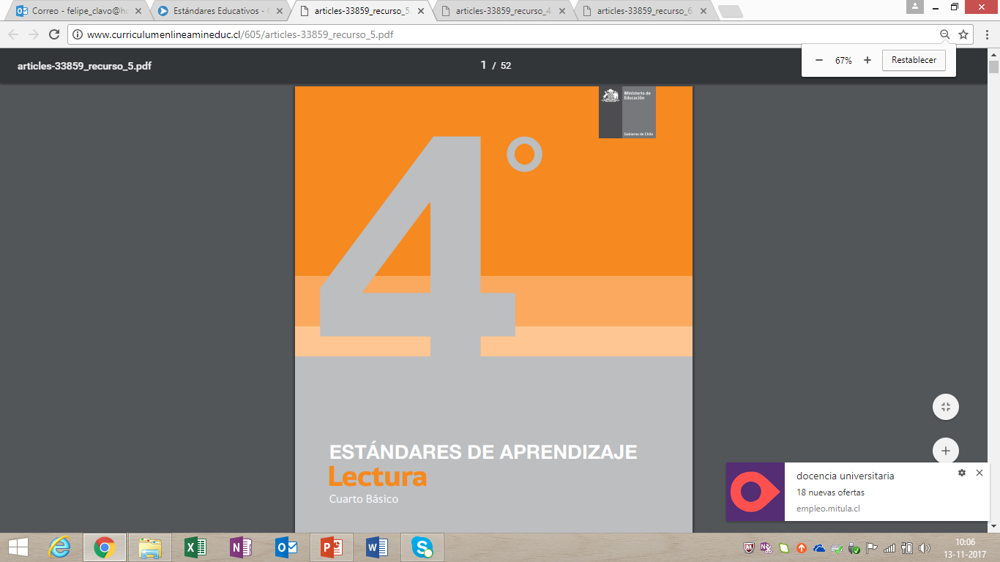 Correo - felipe_clavo@ho
Estándares Educativos - C
articles-33859_recurso_5.
articles-33859_recurso_4.
articles-33859_recurso_6.
www.curriculumenlineamineduc.cl/605/articles-33859_recurso_5.pdf
articles-33859_recurso_5.pdf
1 / 52
67%
Restablecer
Ministerio de
Educación
Gobierno de Chile
4°
ESTÁNDARES DE APRENDIZAJE
Lectura
Cuarto Básico
docencia universitaria
18 nuevas ofertas
empleo.mitula.cl
10:06
13-11-2017